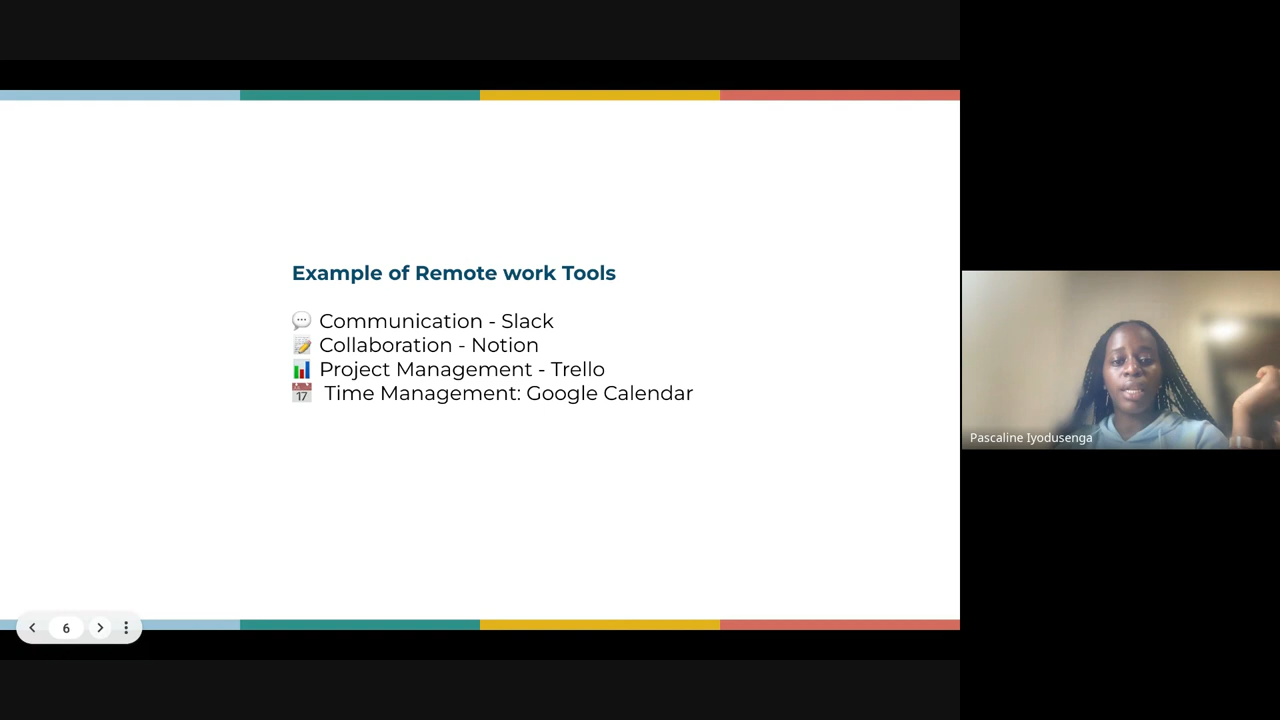 Example of Remote work Tools
💬 Communication - Slack
📝 Collaboration - Notion
📊 Project Management - Trello
📅 Time Management: Google Calendar
Pascaline Iyodusenga
6